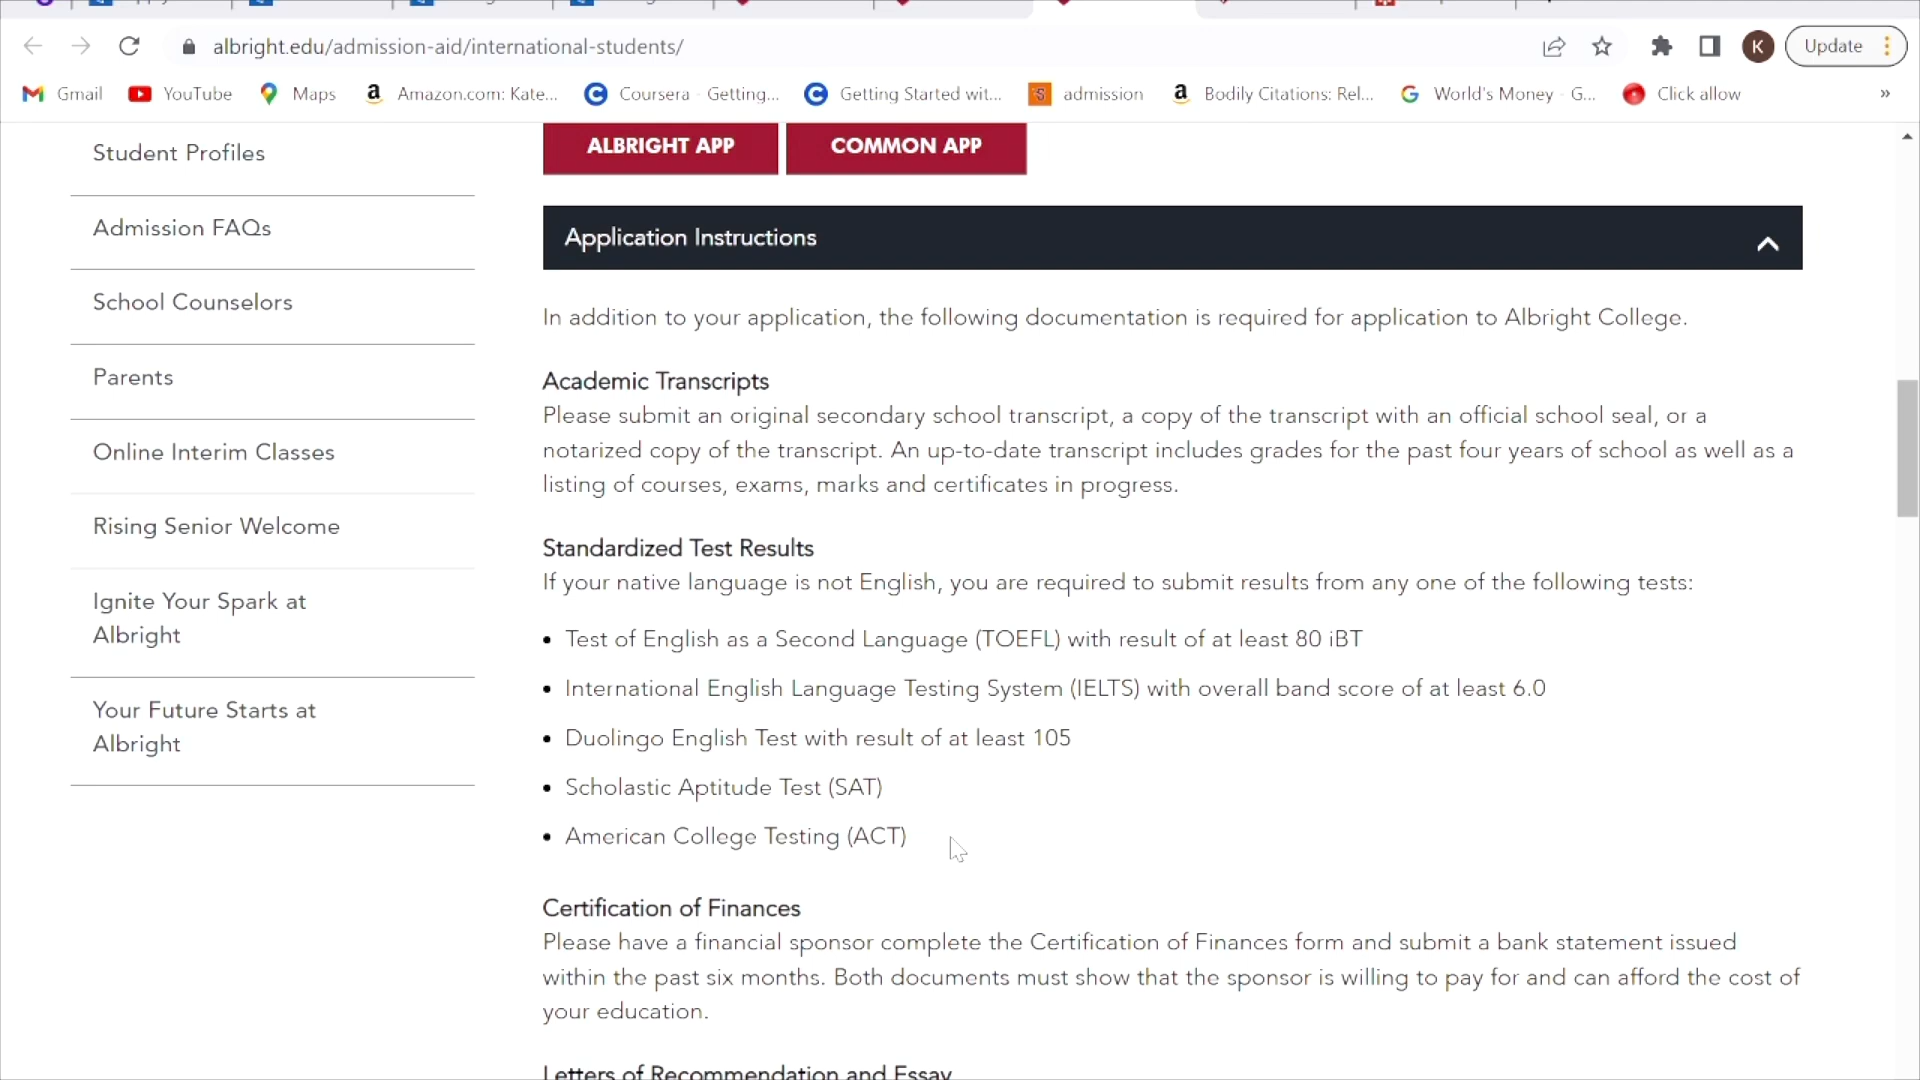 albright.edu/admission-aid/international-students/
K
Update
Gmail
YouTube
Maps
Amazon.com: Kate...
Coursera - Getting...
Getting Started wit...
admission
Bodily Citations: Rel...
World's Money - G...
Click allow
»
Student Profiles
Admission FAQs
School Counselors
Parents
Online Interim Classes
Rising Senior Welcome
Ignite Your Spark at
Albright
Your Future Starts at
Albright
ALBRIGHT APP
COMMON APP
Application Instructions
In addition to your application, the following documentation is required for application to Albright College.
Academic Transcripts
Please submit an original secondary school transcript, a copy of the transcript with an official school seal, or a
notarized copy of the transcript. An up-to-date transcript includes grades for the past four years of school as well as a
listing of courses, exams, marks and certificates in progress.
Standardized Test Results
If your native language is not English, you are required to submit results from any one of the following tests:
• Test of English as a Second Language (TOEFL) with result of at least 80 iBT
• International English Language Testing System (IELTS) with overall band score of at least 6.0
• Duolingo English Test with result of at least 105
• Scholastic Aptitude Test (SAT)
• American College Testing (ACT)
Certification of Finances
Please have a financial sponsor complete the Certification of Finances form and submit a bank statement issued
within the past six months. Both documents must show that the sponsor is willing to pay for and can afford the cost of
your education.
Letters of Recommendation and Essay